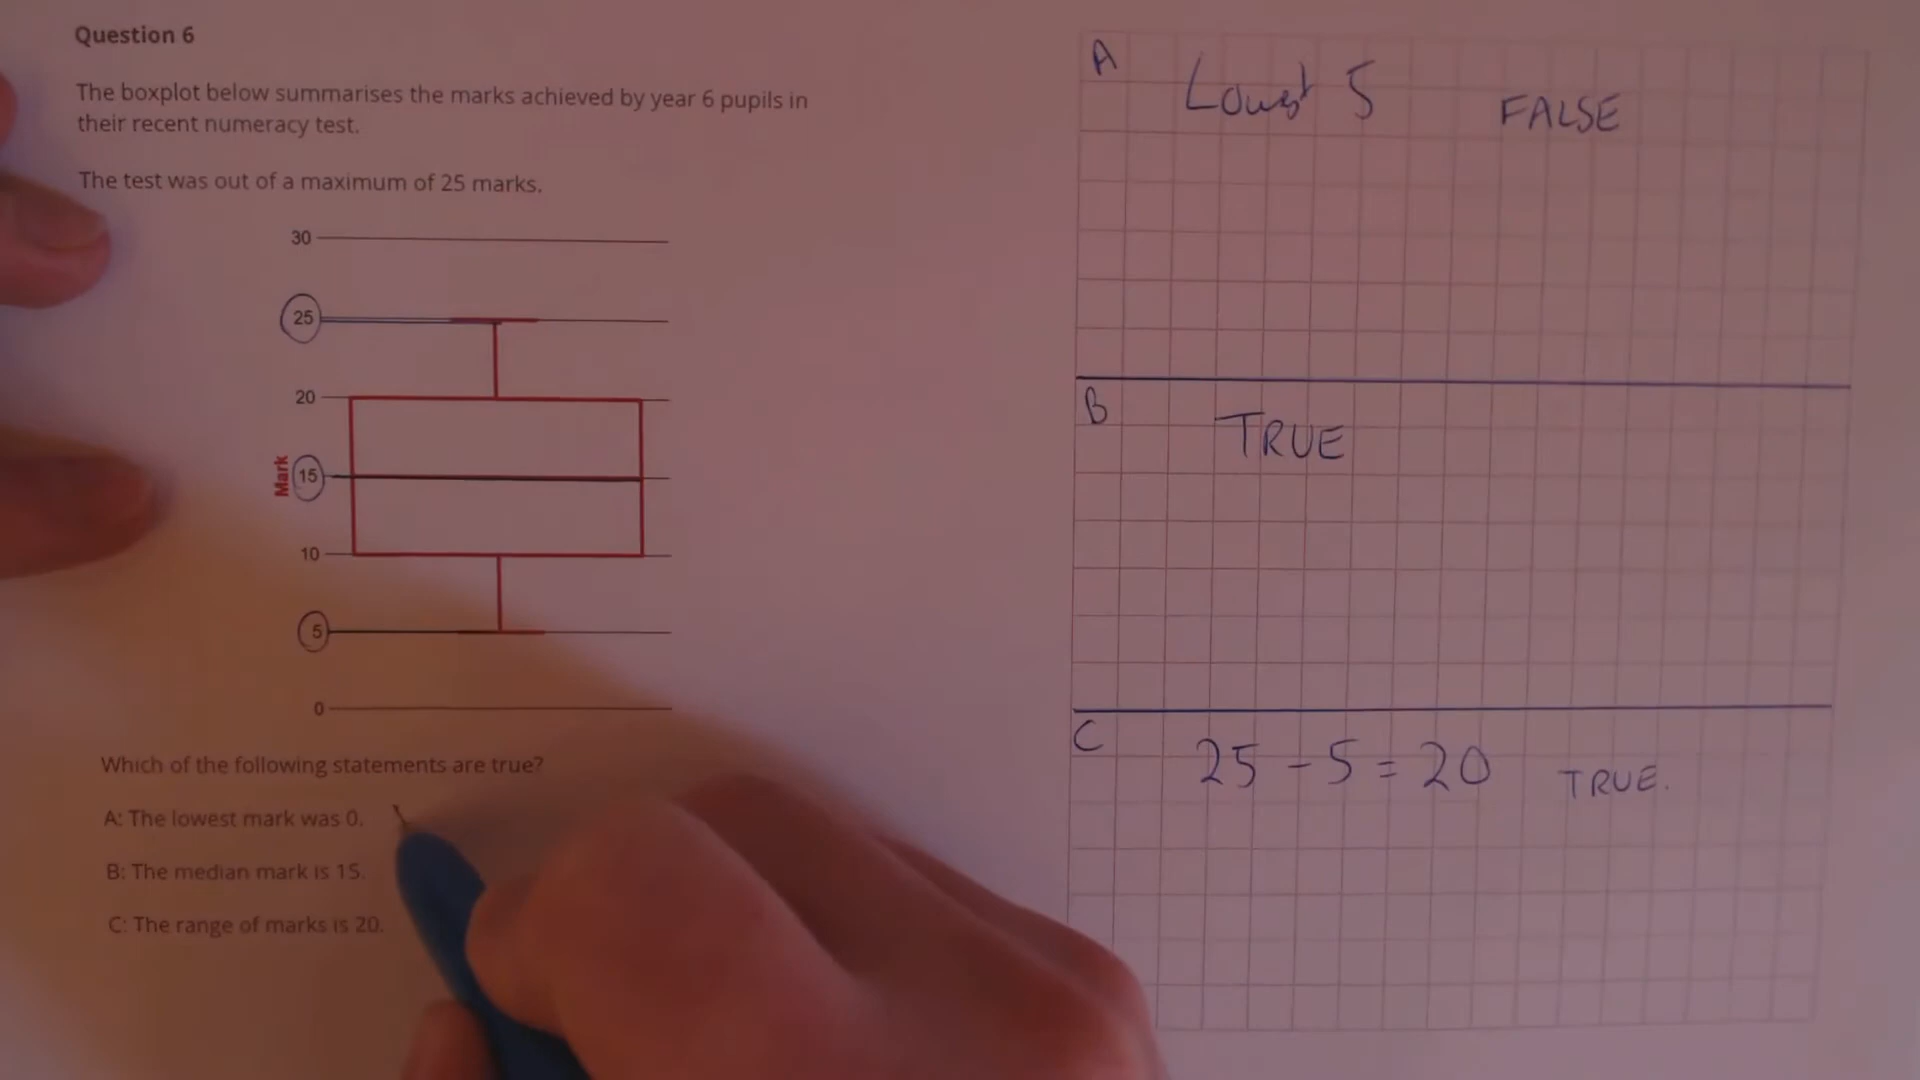 Question 6
The boxplot below summarises the marks achieved by year 6 pupils in
their recent numeracy test.
The test was out of a maximum of 25 marks.
30
25
20
15
10
5
0
Mark
Which of the following statements are true?
A: The lowest mark was 0.
B: The median mark is 15.
C: The range of marks is 20.
A
Lowest 5 FALSE
B
TRUE
C
25 - 5 = 20 TRUE.